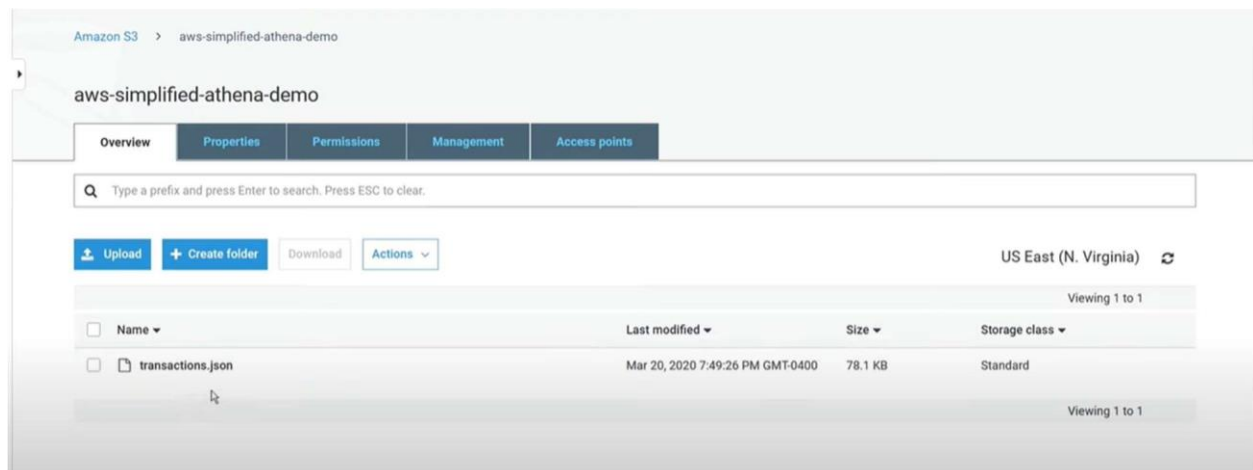 Amazon S3 > aws-simplified-athena-demo
aws-simplified-athena-demo
Overview Properties Permissions Management Access points
Type a prefix and press Enter to search. Press ESC to clear.
Upload + Create folder Download Actions
US East (N. Virginia)
Viewing 1 to 1
Name Last modified Size Storage class
transactions.json Mar 20, 2020 7:49:26 PM GMT-0400 78.1 KB Standard
Viewing 1 to 1